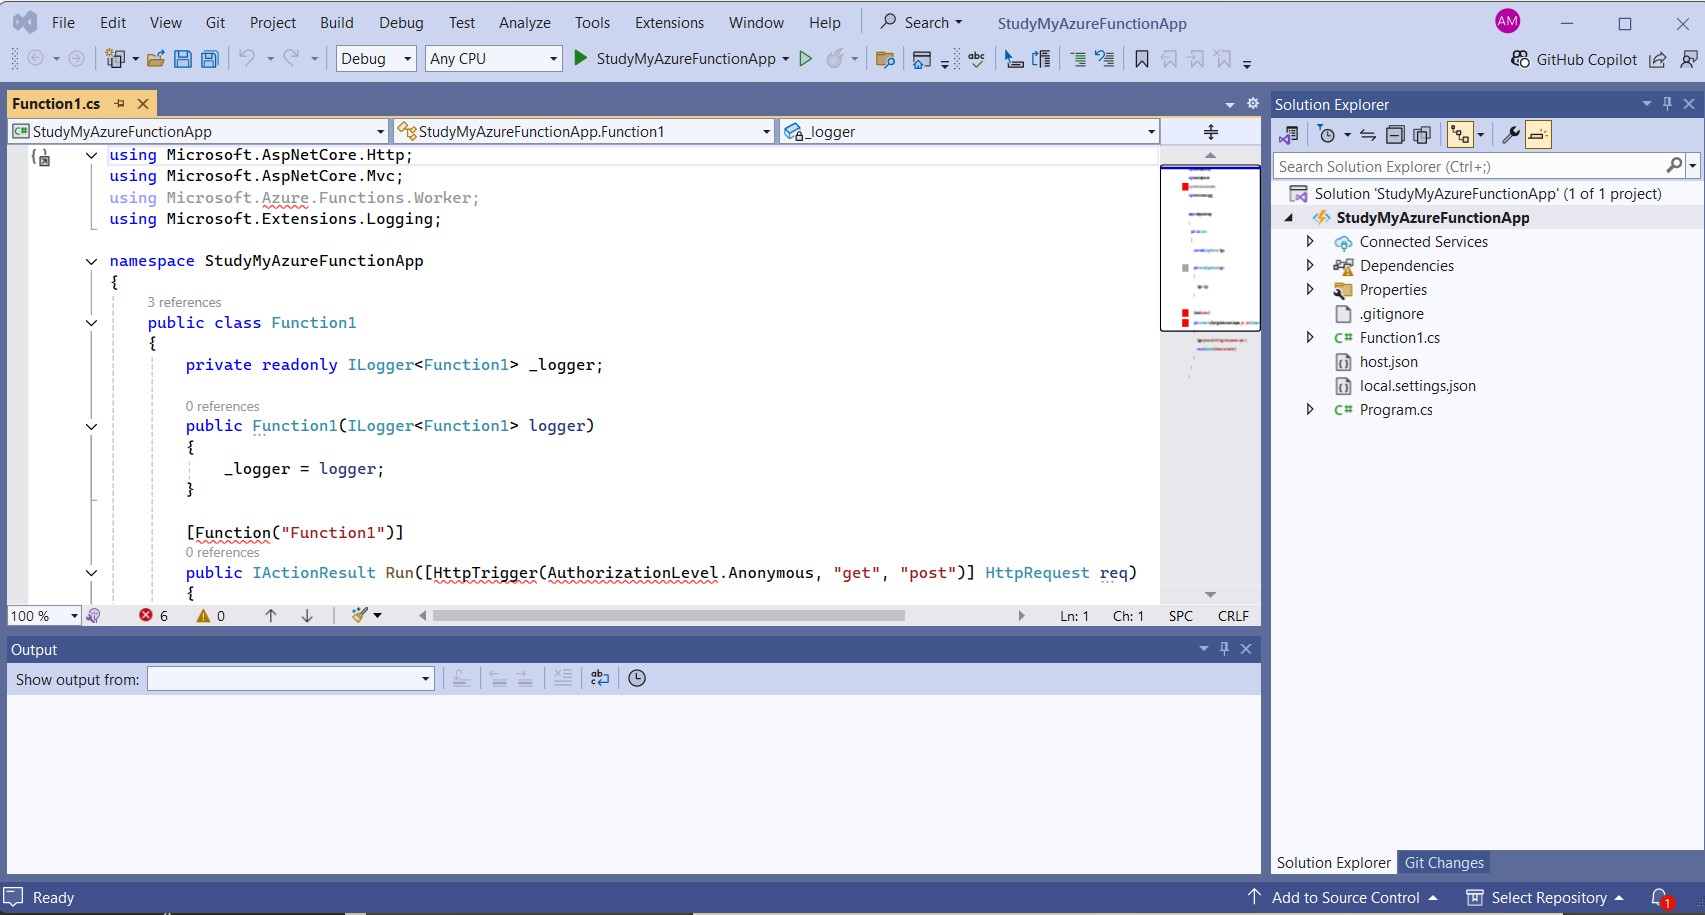 File Edit View Git Project Build Debug Test Analyze Tools Extensions Window Help Search StudyMyAzureFunctionApp AM
Debug Any CPU StudyMyAzureFunctionApp abc GitHub Copilot
Function1.cs
StudyMyAzureFunctionApp StudyMyAzureFunctionApp.Function1 _logger
using Microsoft.AspNetCore.Http;
using Microsoft.AspNetCore.Mvc;
using Microsoft.Azure.Functions.Worker;
using Microsoft.Extensions.Logging;
namespace StudyMyAzureFunctionApp
{
3 references
public class Function1
{
private readonly ILogger<Function1> _logger;
0 references
public Function1(ILogger<Function1> logger)
{
_logger = logger;
}
[Function("Function1")]
0 references
public IActionResult Run([HttpTrigger(AuthorizationLevel.Anonymous, "get", "post")] HttpRequest req)
{
100 % 6 0 Ln: 1 Ch: 1 SPC CRLF
Output
Show output from:
Solution Explorer
Search Solution Explorer (Ctrl+;)
Solution 'StudyMyAzureFunctionApp' (1 of 1 project)
StudyMyAzureFunctionApp
Connected Services
Dependencies
Properties
.gitignore
C# Function1.cs
host.json
local.settings.json
C# Program.cs
Solution Explorer Git Changes
Ready Add to Source Control Select Repository 1